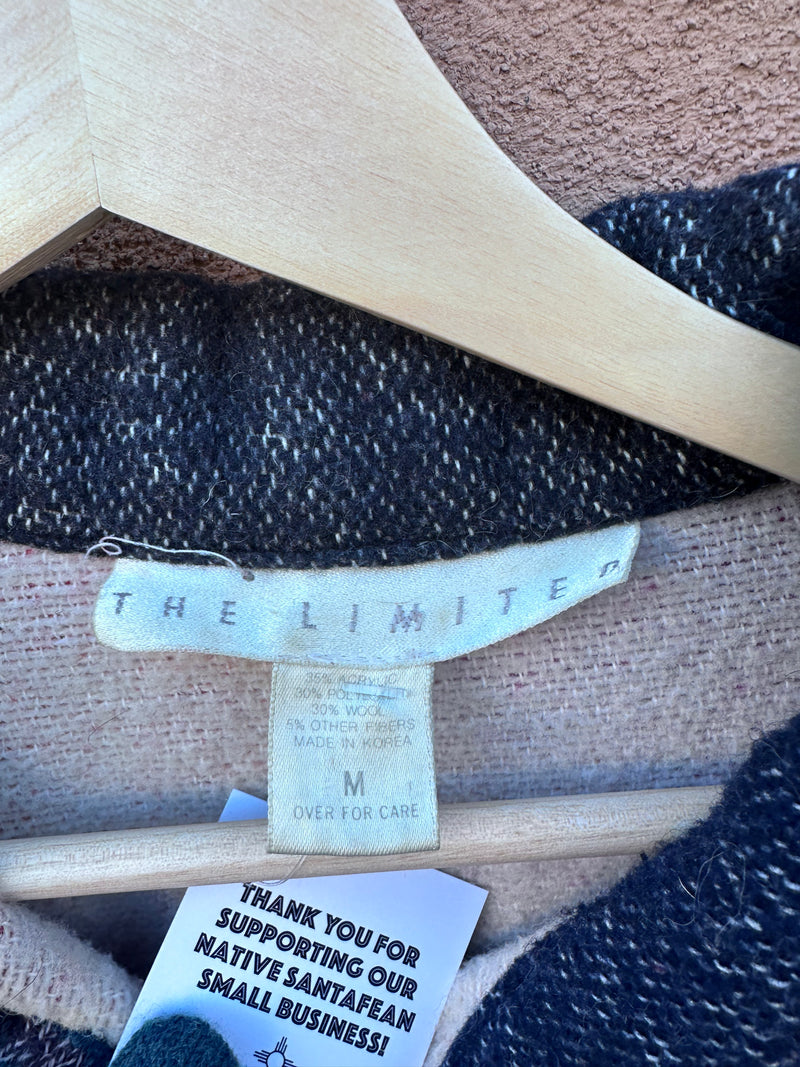 THE LIMITED
35% ACRYLIC
30% POLYESTER
30% WOOL
5% OTHER FIBERS
MADE IN KOREA
M
OVER FOR CARE
THANK YOU FOR
SUPPORTING OUR
NATIVE SANTAFEAN
SMALL BUSINESS!